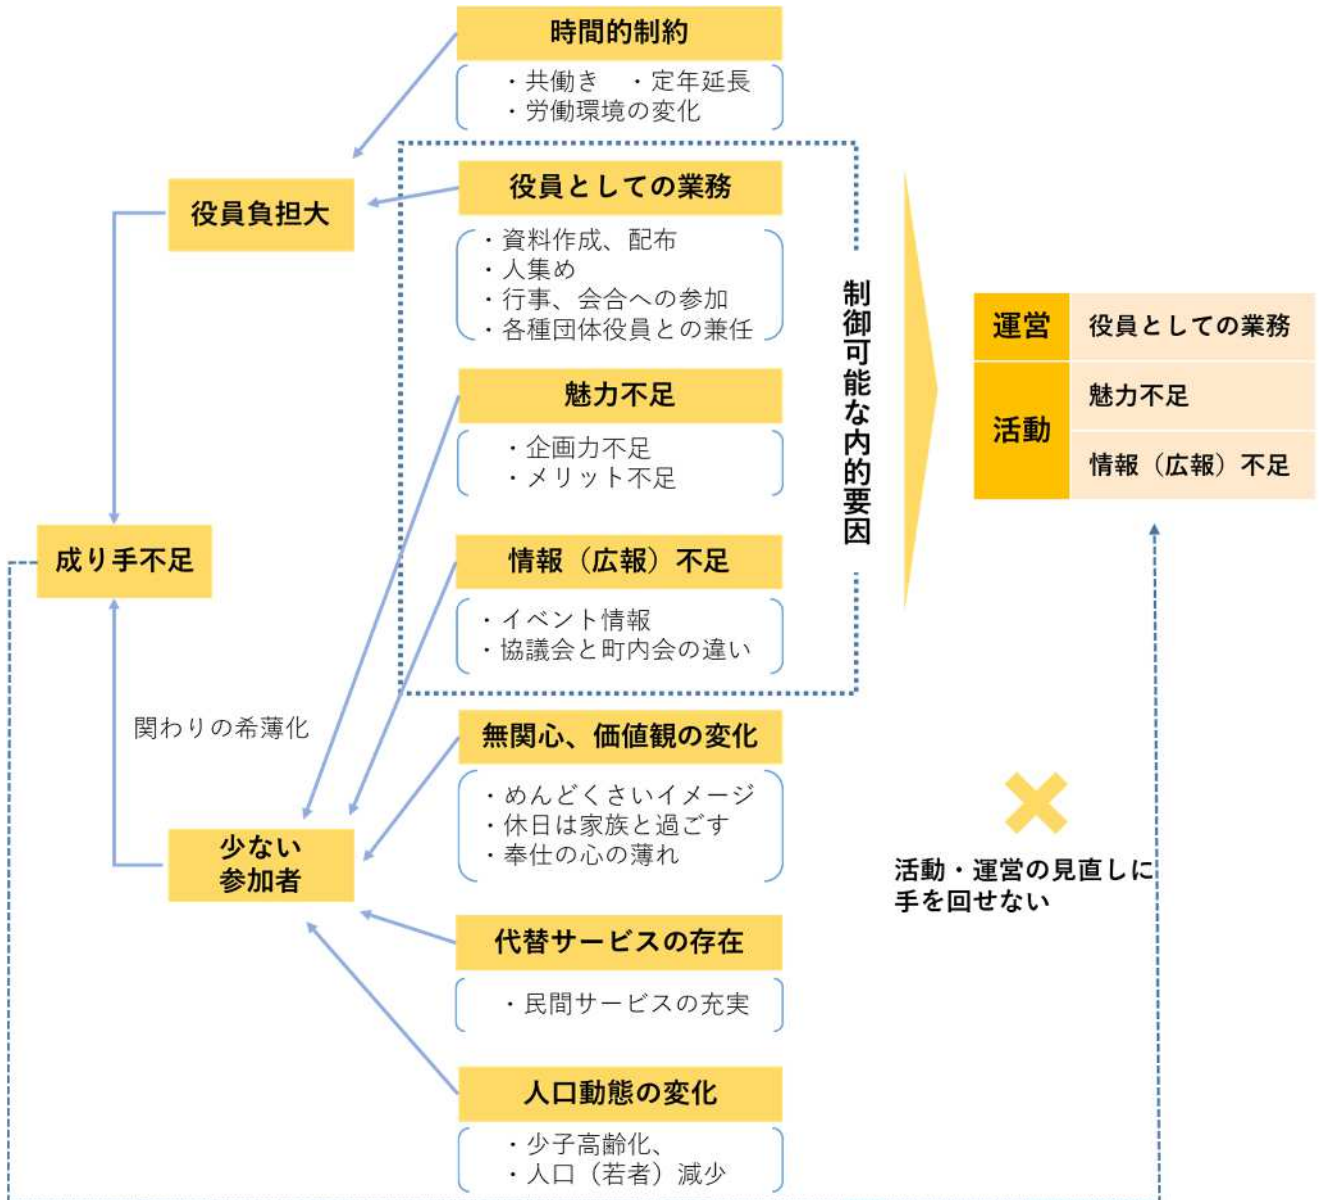 時間的制約
・共働き　・定年延長
・労働環境の変化
役員としての業務
・資料作成、配布
・人集め
・行事、会合への参加
・各種団体役員との兼任
役員負担大
魅力不足
・企画力不足
・メリット不足
成り手不足
情報（広報）不足
・イベント情報
・協議会と町内会の違い
制御可能な内的要因
運営
役員としての業務
活動
魅力不足
情報（広報）不足
関わりの希薄化
無関心、価値観の変化
・めんどくさいイメージ
・休日は家族と過ごす
・奉仕の心の薄れ
少ない
参加者
活動・運営の見直しに
手を回せない
代替サービスの存在
・民間サービスの充実
人口動態の変化
・少子高齢化、
・人口（若者）減少